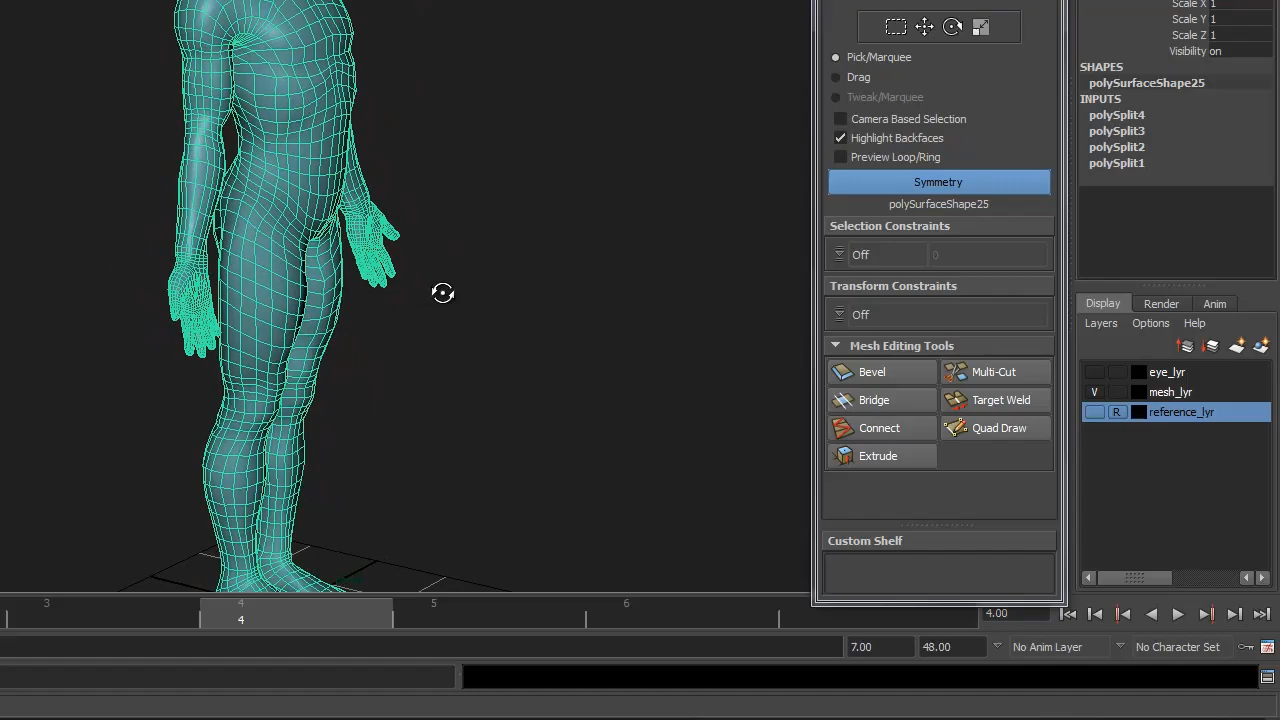 Scale X 1
Scale Y 1
Scale Z 1
Visibility on
SHAPES
polySurfaceShape25
INPUTS
polySplit4
polySplit3
polySplit2
polySplit1
Pick/Marquee
Drag
Tweak/Marquee
Camera Based Selection
Highlight Backfaces
Preview Loop/Ring
Symmetry
polySurfaceShape25
Selection Constraints
Off 0
Transform Constraints
Off
Mesh Editing Tools
Bevel Multi-Cut
Bridge Target Weld
Connect Quad Draw
Extrude
Custom Shelf
Display Render Anim
Layers Options Help
eye_lyr
V mesh_lyr
R reference_lyr
3 4 5 6
4 4.00
7.00 48.00 No Anim Layer No Character Set